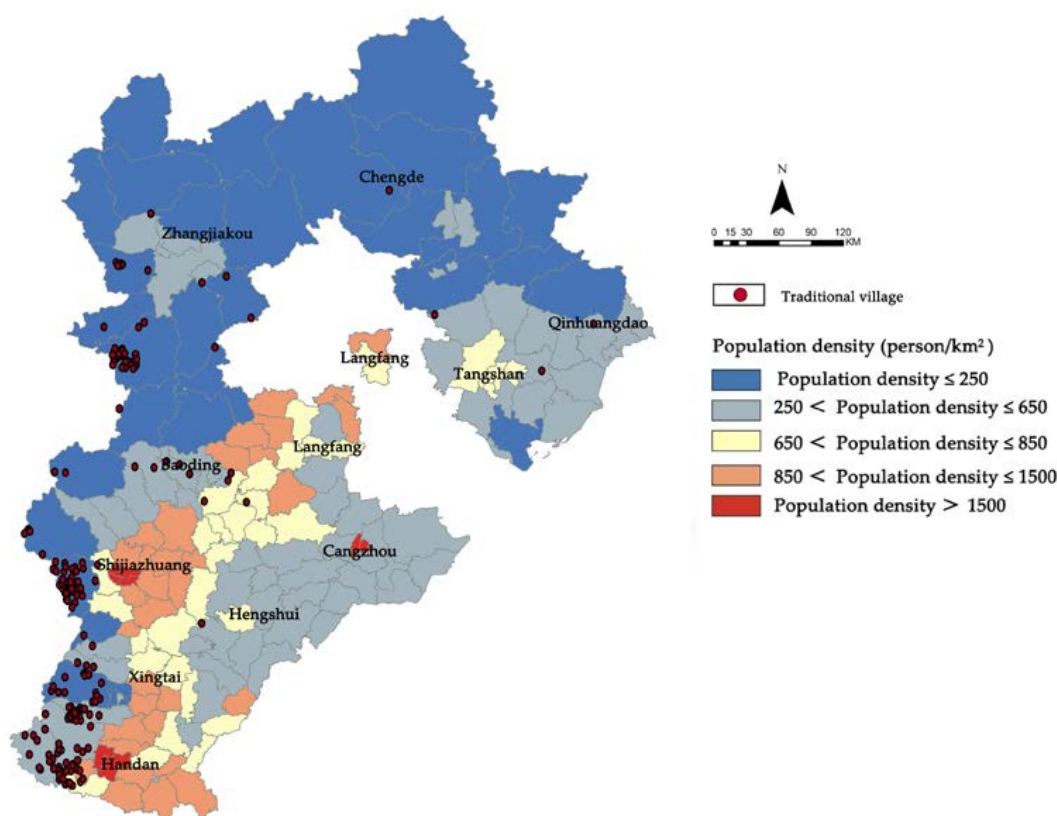 Chengde
N
Zhangjiakou
0 15 30 60 90 120
KM
Traditional village
Qinhuangdao
Langfang
Population density (person/km²)
Tangshan
Population density ≤ 250
250 < Population density ≤ 650
Langfang
650 < Population density ≤ 850
Baoding
850 < Population density ≤ 1500
Population density > 1500
Cangzhou
Shijiazhuang
Hengshui
Xingtai
Handan